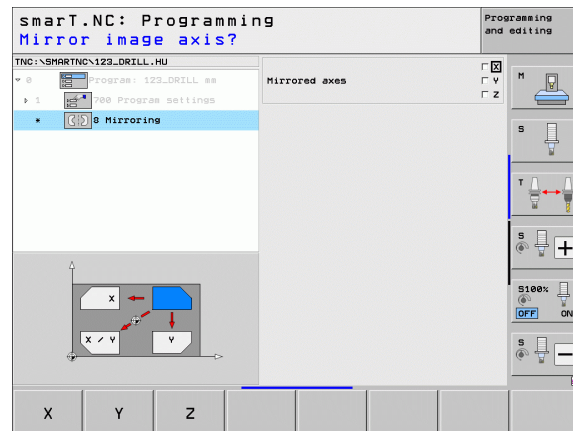 smarT.NC: Programming
Mirror image axis?
Programming
and editing
TNC:\SMARTNC\123_DRILL.HU
0 Program: 123_DRILL mm
1 700 Program settings
* 8 Mirroring
Mirrored axes
X
Y
Z
M
S
T
S
S100%
OFF ON
S
X
X / Y
Y
X Y Z